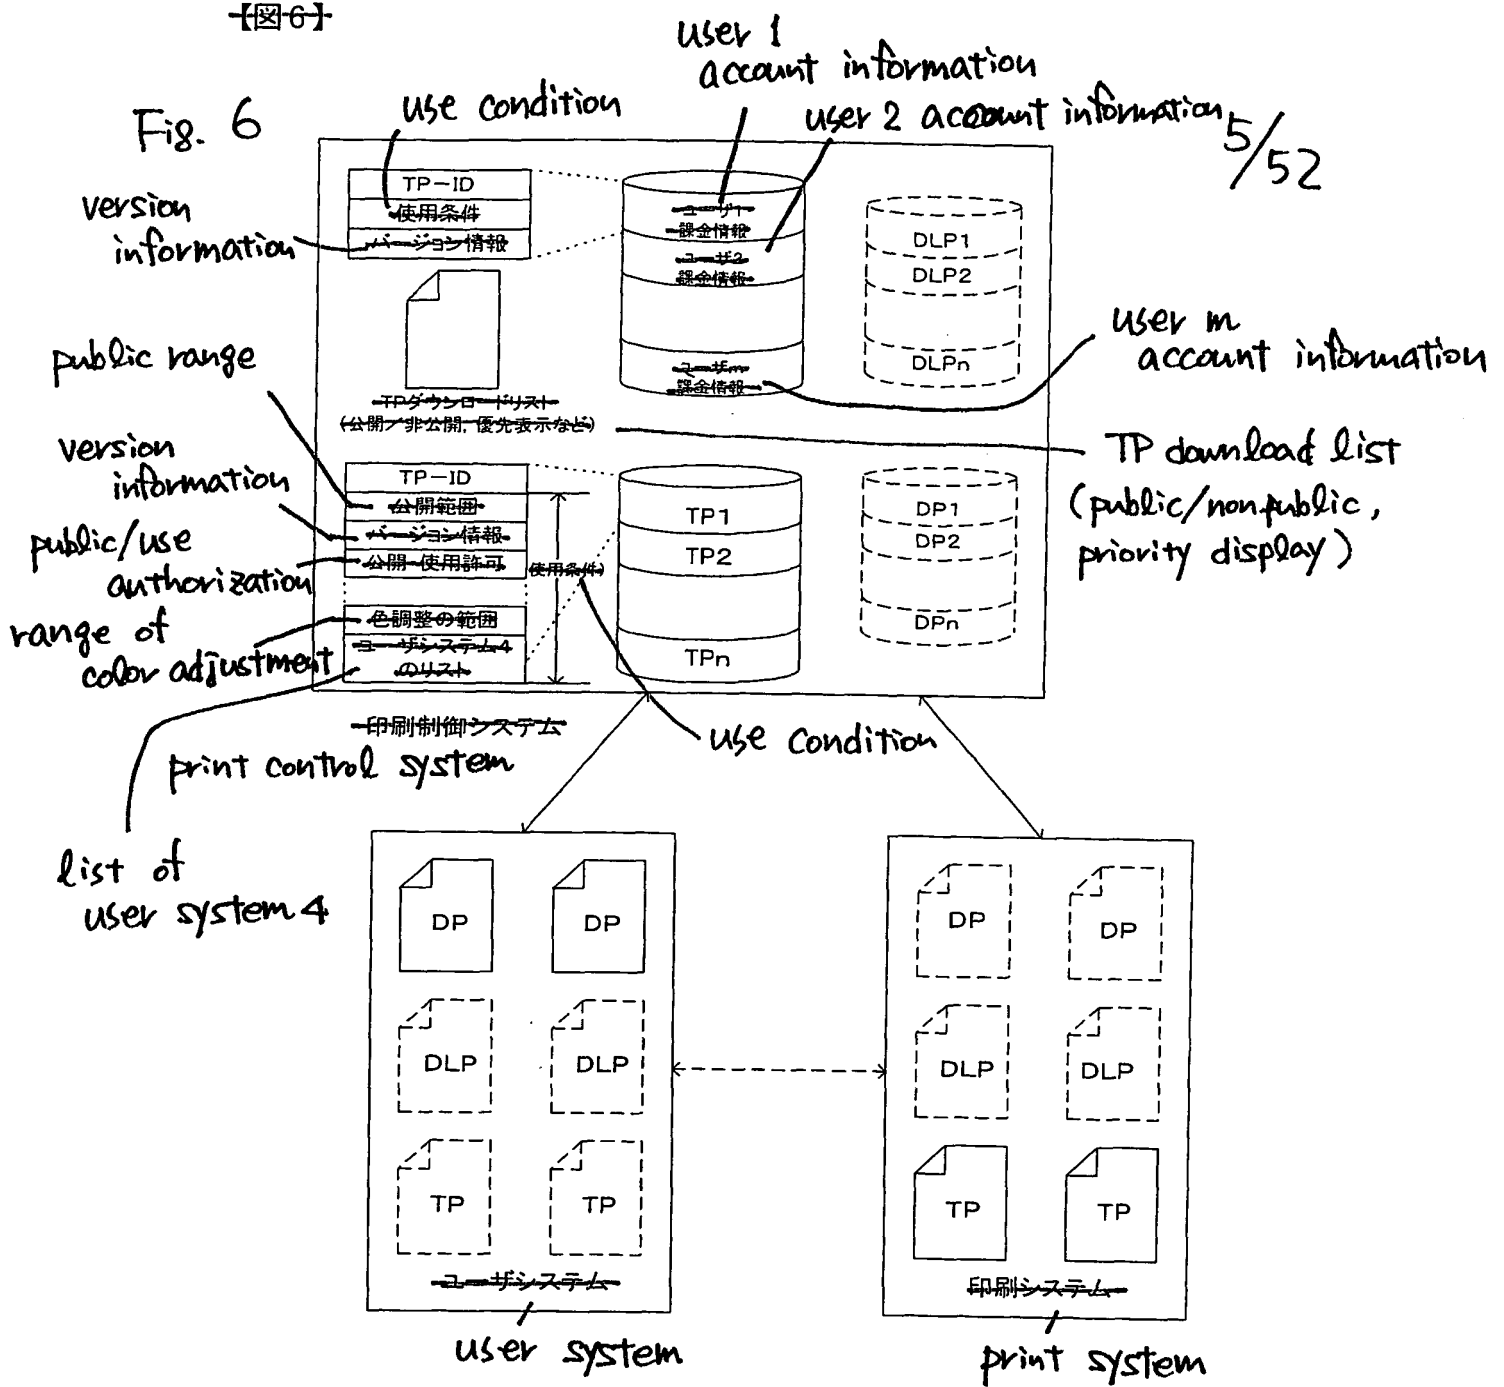 【図6】
Fig. 6
5/52
use condition
user 1
account information
user 2 account information
version
information
TP-ID
使用条件
バージョン情報
ユーザ1
課金情報
ユーザ2
課金情報
ユーザm
課金情報
DLP1
DLP2
DLPn
user m
account information
public range
TPダウンロードリスト
(公開/非公開, 優先表示など)
TP download list
(public/nonpublic,
priority display)
version
information
public/use
authorization
range of
color adjustment
TP-ID
公開範囲
バージョン情報
公開・使用許可
色調整の範囲
ユーザシステム4
のリスト
(使用条件)
TP1
TP2
TPn
DP1
DP2
DPn
印刷制御システム
print control system
use condition
list of
user system 4
DP
DP
DLP
DLP
TP
TP
ユーザシステム
user system
DP
DP
DLP
DLP
TP
TP
印刷システム
print system